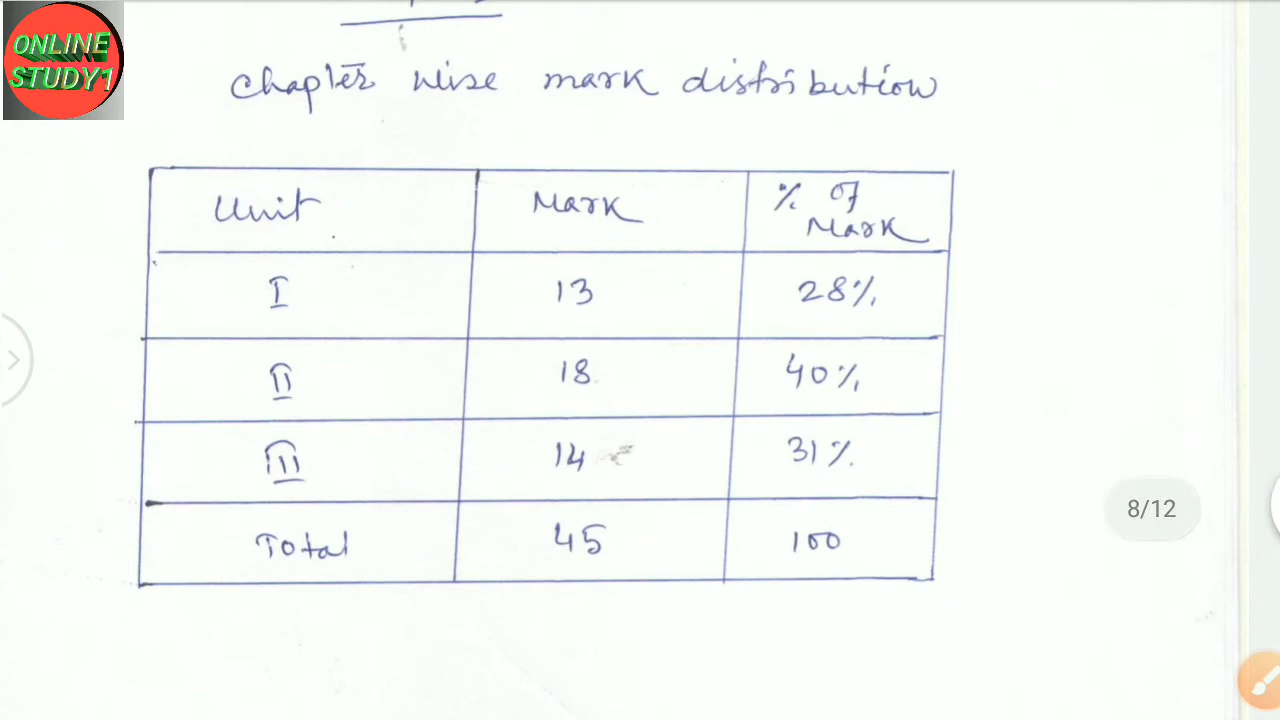 ONLINE
STUDY1
Chapter wise mark distribution
Unit Mark % of Mark
I 13 28%
II 18 40%
III 14 31%
Total 45 100
8/12